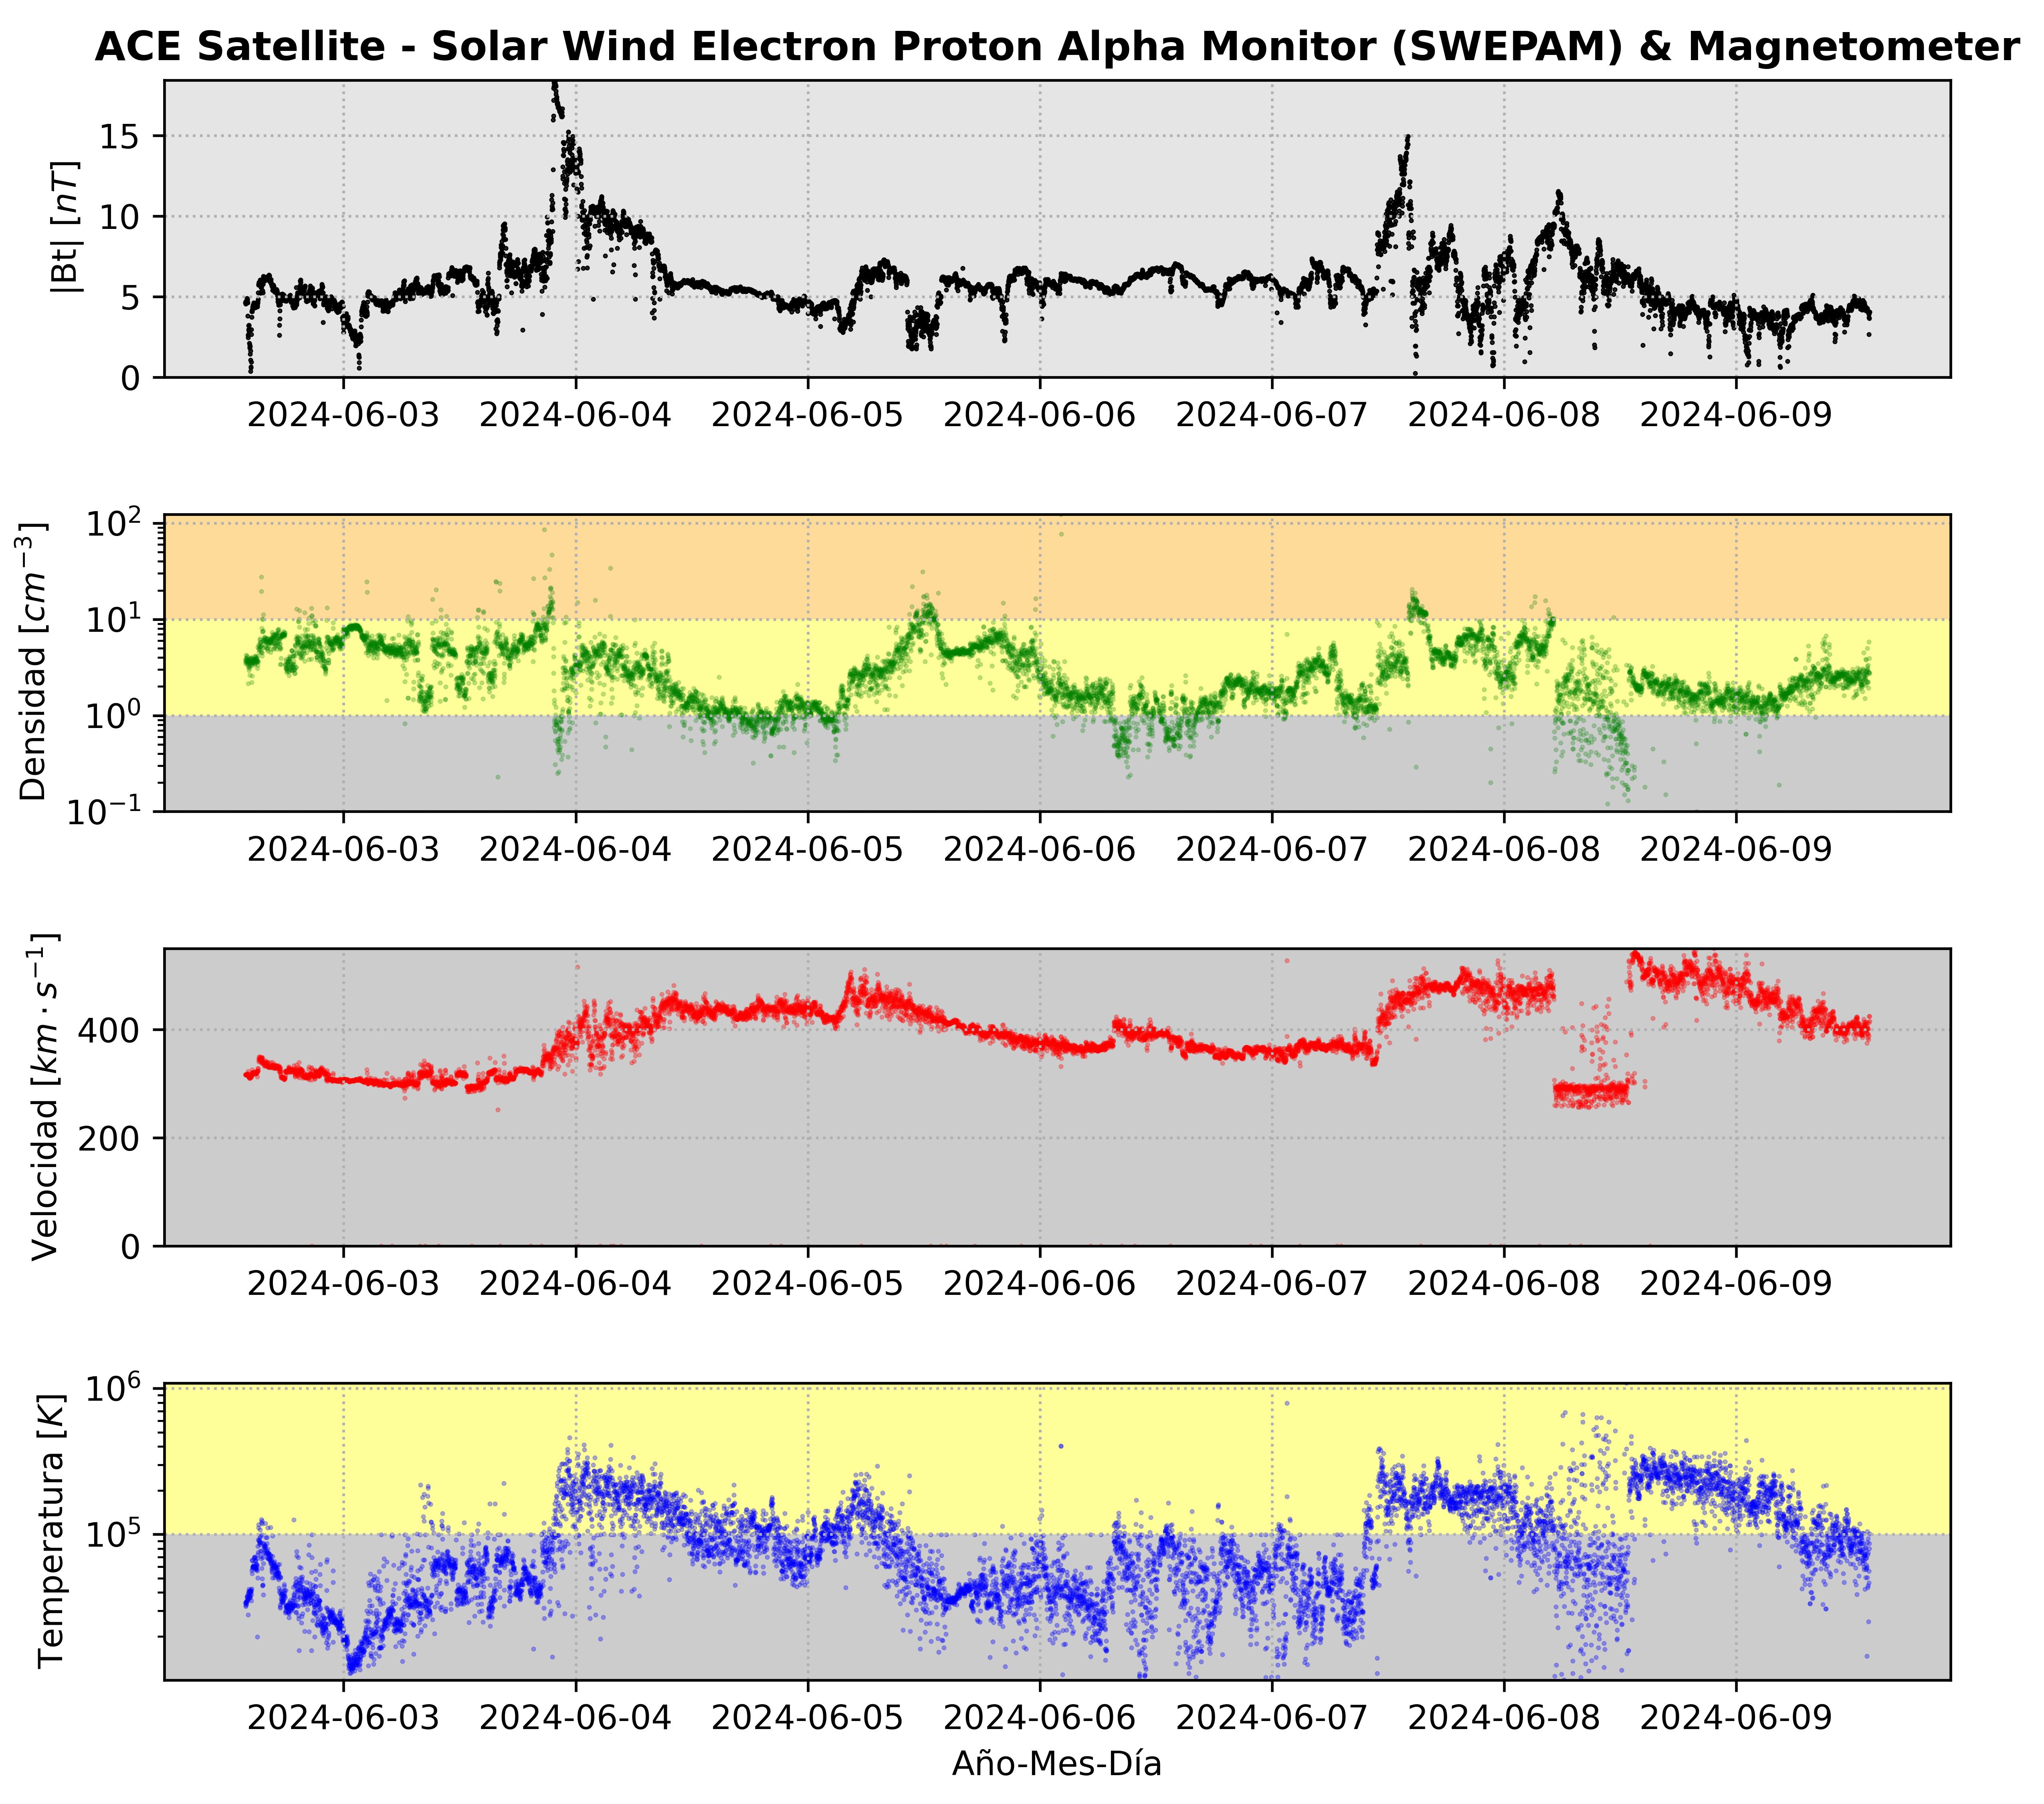 ACE Satellite - Solar Wind Electron Proton Alpha Monitor (SWEPAM) & Magnetometer
|Bt| [nT]
15
10
5
0
2024-06-03 2024-06-04 2024-06-05 2024-06-06 2024-06-07 2024-06-08 2024-06-09
Densidad [cm⁻³]
10²
10¹
10⁰
10⁻¹
2024-06-03 2024-06-04 2024-06-05 2024-06-06 2024-06-07 2024-06-08 2024-06-09
Velocidad [km · s⁻¹]
400
200
0
2024-06-03 2024-06-04 2024-06-05 2024-06-06 2024-06-07 2024-06-08 2024-06-09
Temperatura [K]
10⁶
10⁵
2024-06-03 2024-06-04 2024-06-05 2024-06-06 2024-06-07 2024-06-08 2024-06-09
Año-Mes-Día